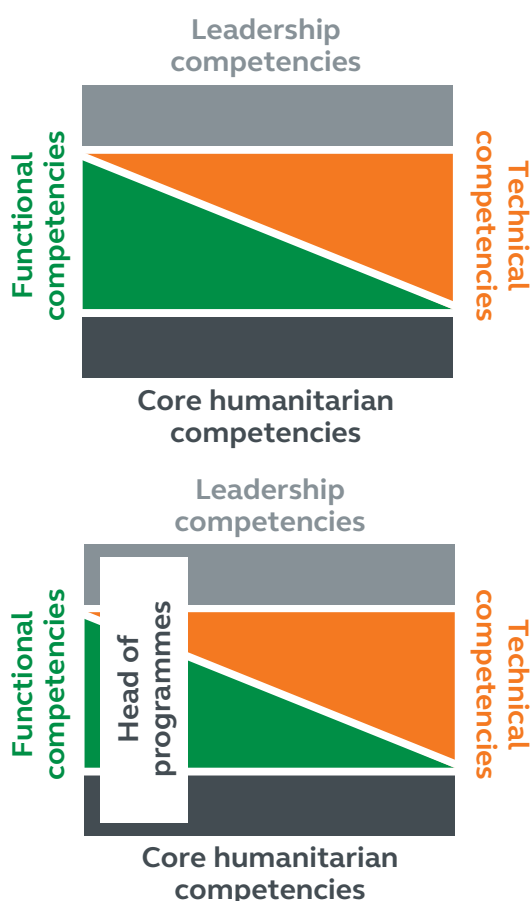 Leadership
competencies
Functional
competencies
Technical
competencies
Core humanitarian
competencies
Leadership
competencies
Functional
competencies
Head of
programmes
Technical
competencies
Core humanitarian
competencies